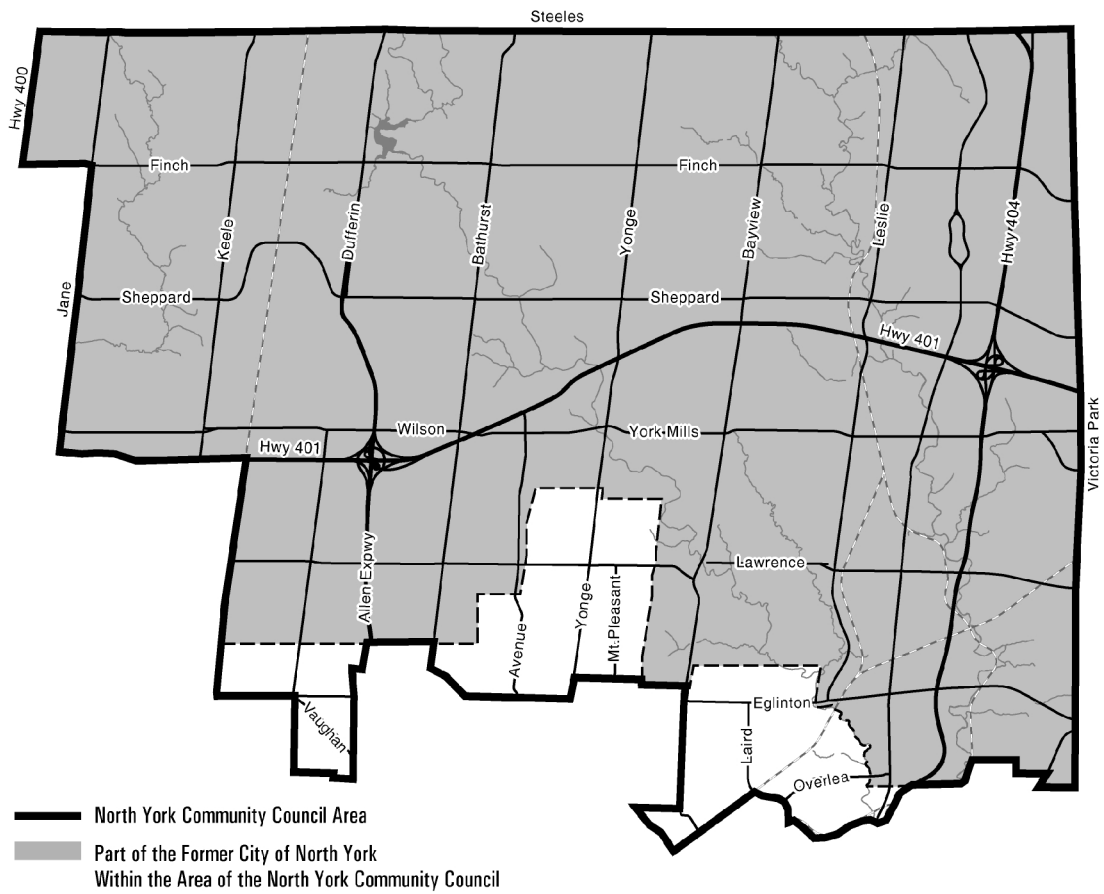 Steeles
Hwy 400
Finch
Finch
Keele
Dufferin
Bathurst
Yonge
Bayview
Leslie
Hwy 404
Jane
Sheppard
Sheppard
Hwy 401
Wilson
York Mills
Hwy 401
Victoria Park
Allen Expwy
Lawrence
Avenue
Yonge
Mt.Pleasant
Vaughan
Eglinton
Laird
Overlea
North York Community Council Area
Part of the Former City of North York
Within the Area of the North York Community Council